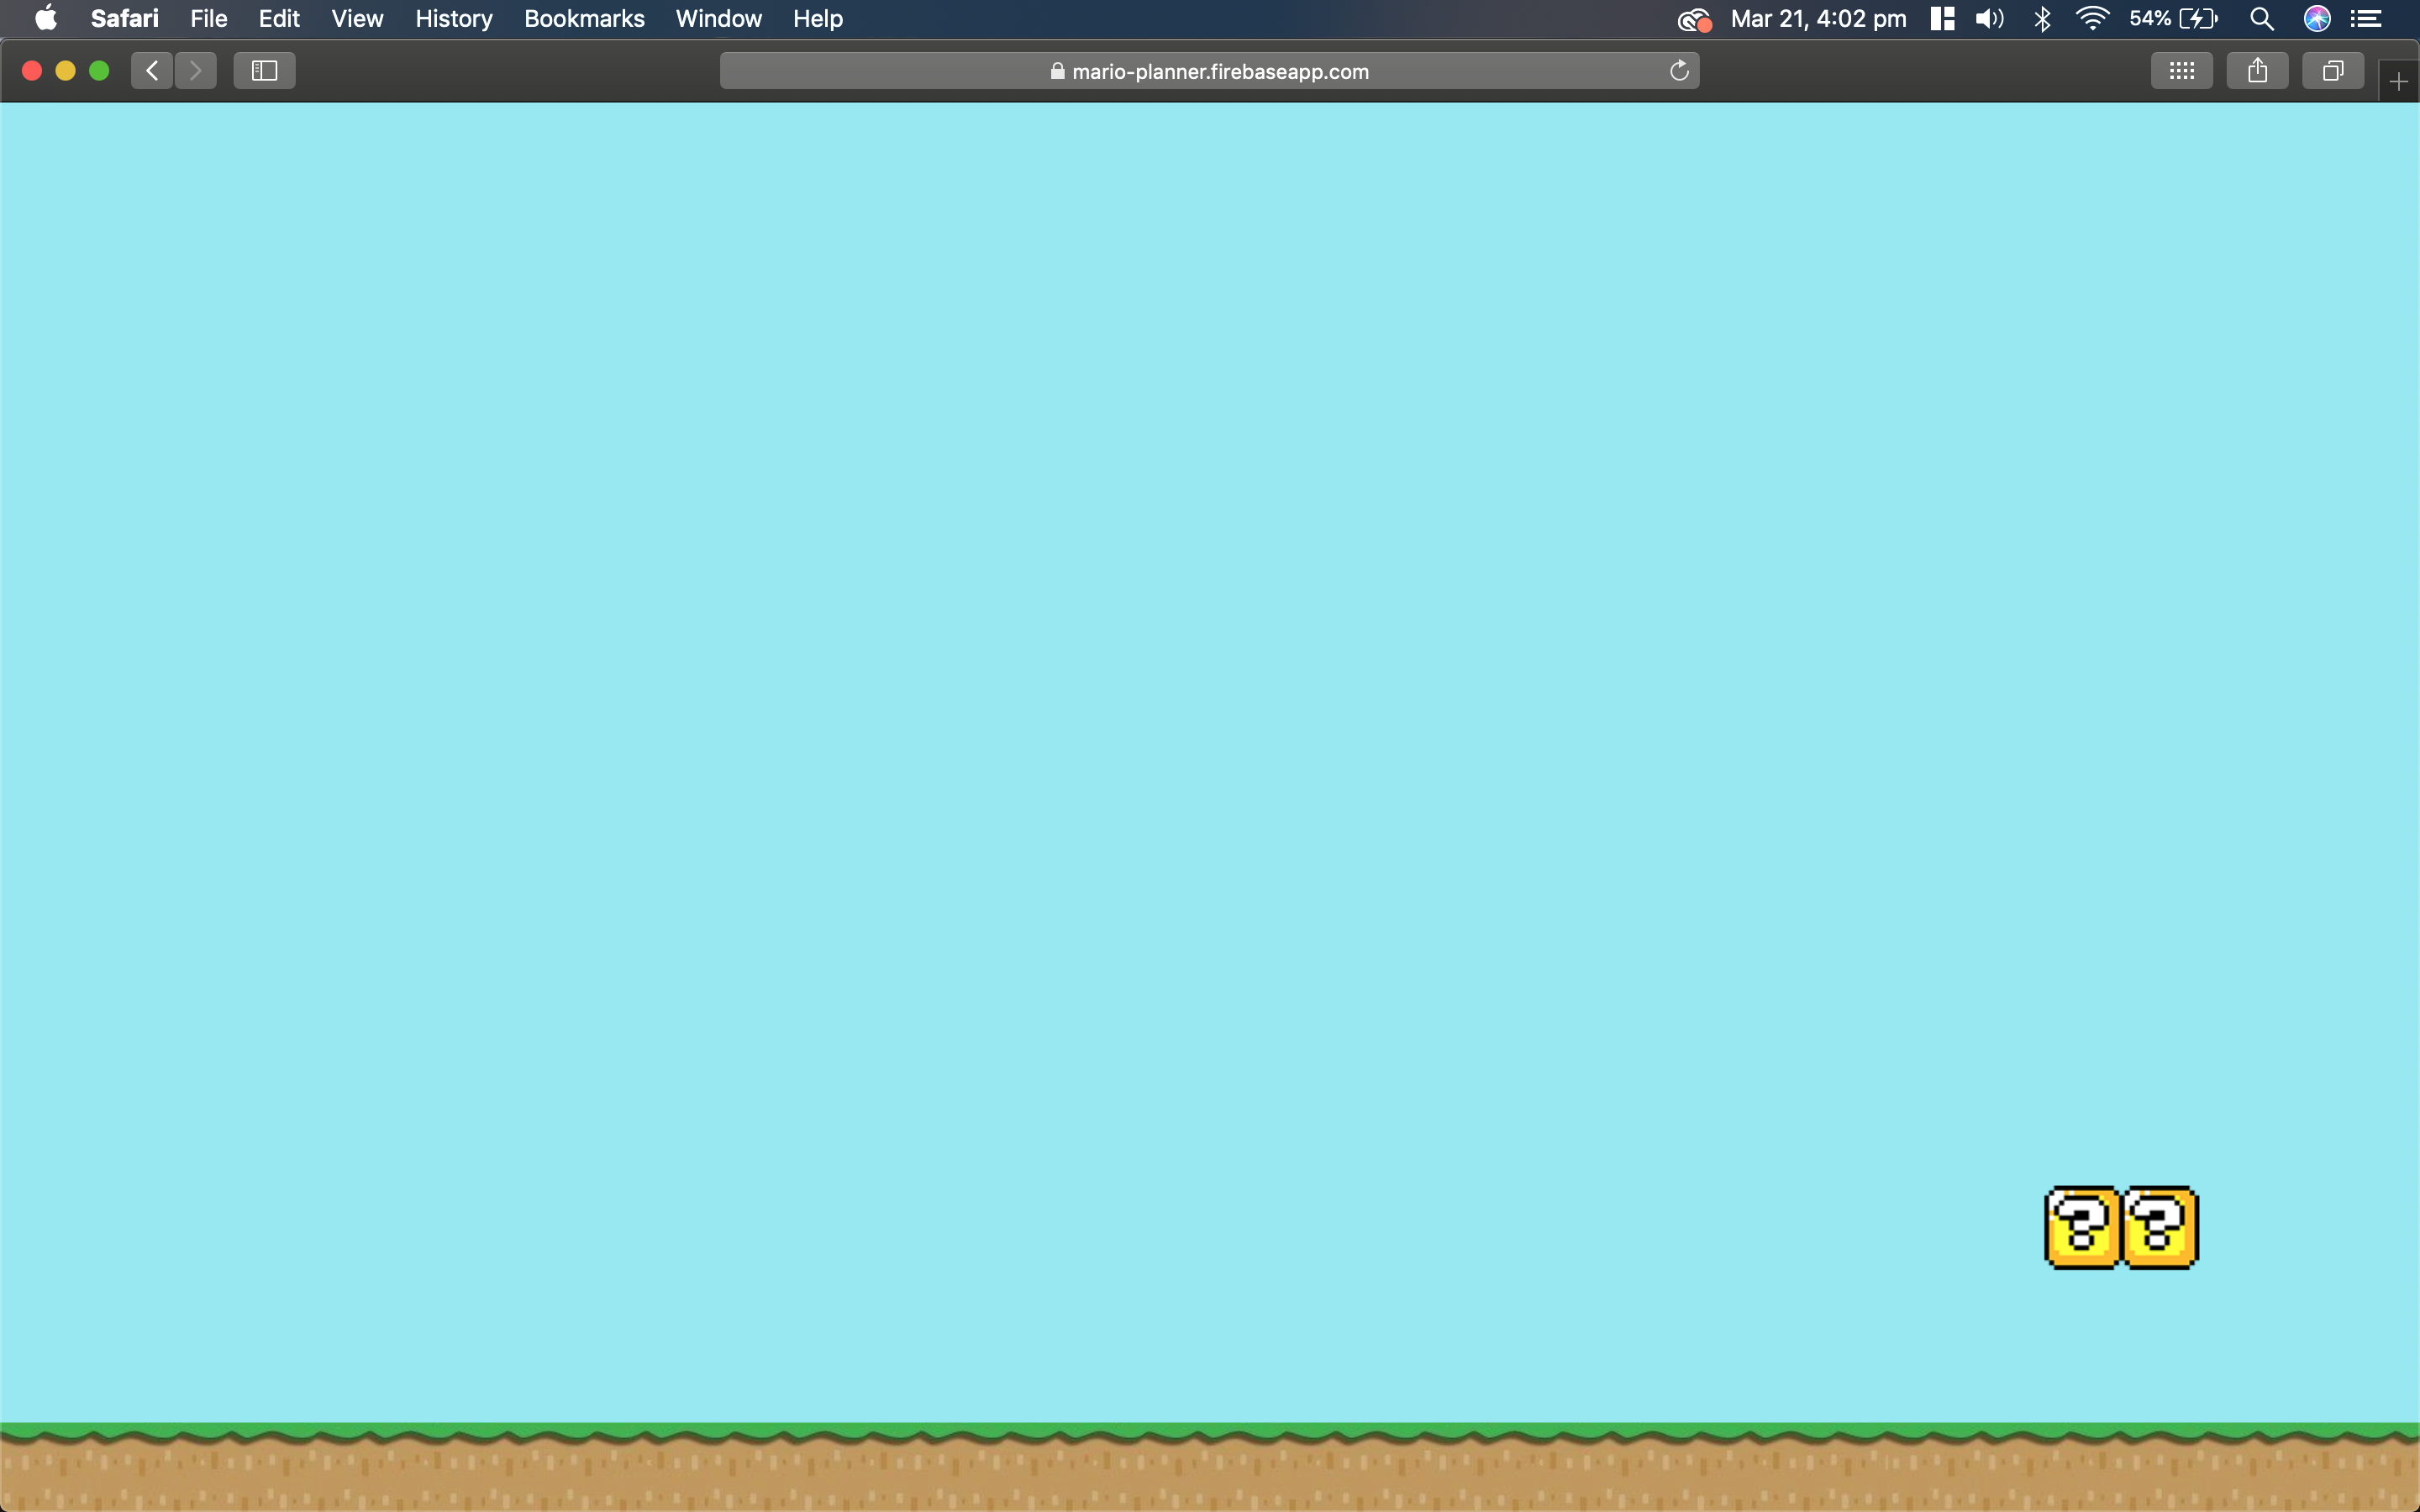 Safari File Edit View History Bookmarks Window Help Mar 21, 4:02 pm 54%
mario-planner.firebaseapp.com
? ?